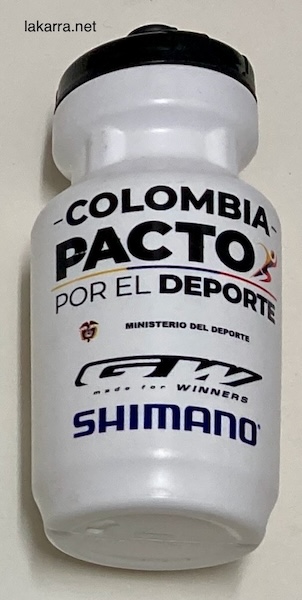 lakarra.net
-COLOMBIA-
PACTO
POR EL DEPORTE
MINISTERIO DEL DEPORTE
GW
made for WINNERS
SHIMANO